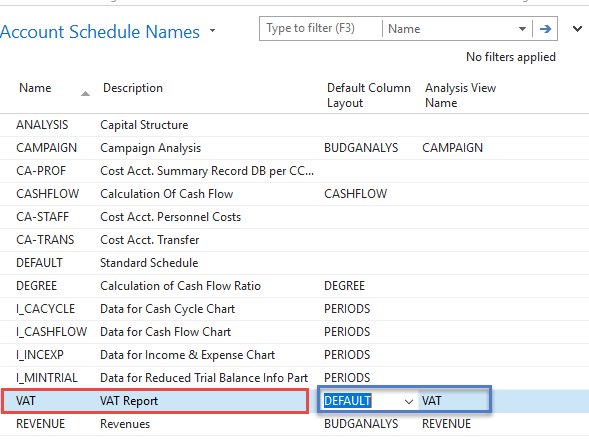 Account Schedule Names
Type to filter (F3) Name
No filters applied
Name Description Default Column Layout Analysis View Name
ANALYSIS Capital Structure
CAMPAIGN Campaign Analysis BUDGANALYS CAMPAIGN
CA-PROF Cost Acct. Summary Record DB per CC...
CASHFLOW Calculation Of Cash Flow CASHFLOW
CA-STAFF Cost Acct. Personnel Costs
CA-TRANS Cost Acct. Transfer
DEFAULT Standard Schedule
DEGREE Calculation of Cash Flow Ratio DEGREE
I_CACYCLE Data for Cash Cycle Chart PERIODS
I_CASHFLOW Data for Cash Flow Chart PERIODS
I_INCEXP Data for Income & Expense Chart PERIODS
I_MINTRIAL Data for Reduced Trial Balance Info Part PERIODS
VAT VAT Report DEFAULT VAT
REVENUE Revenues BUDGANALYS REVENUE